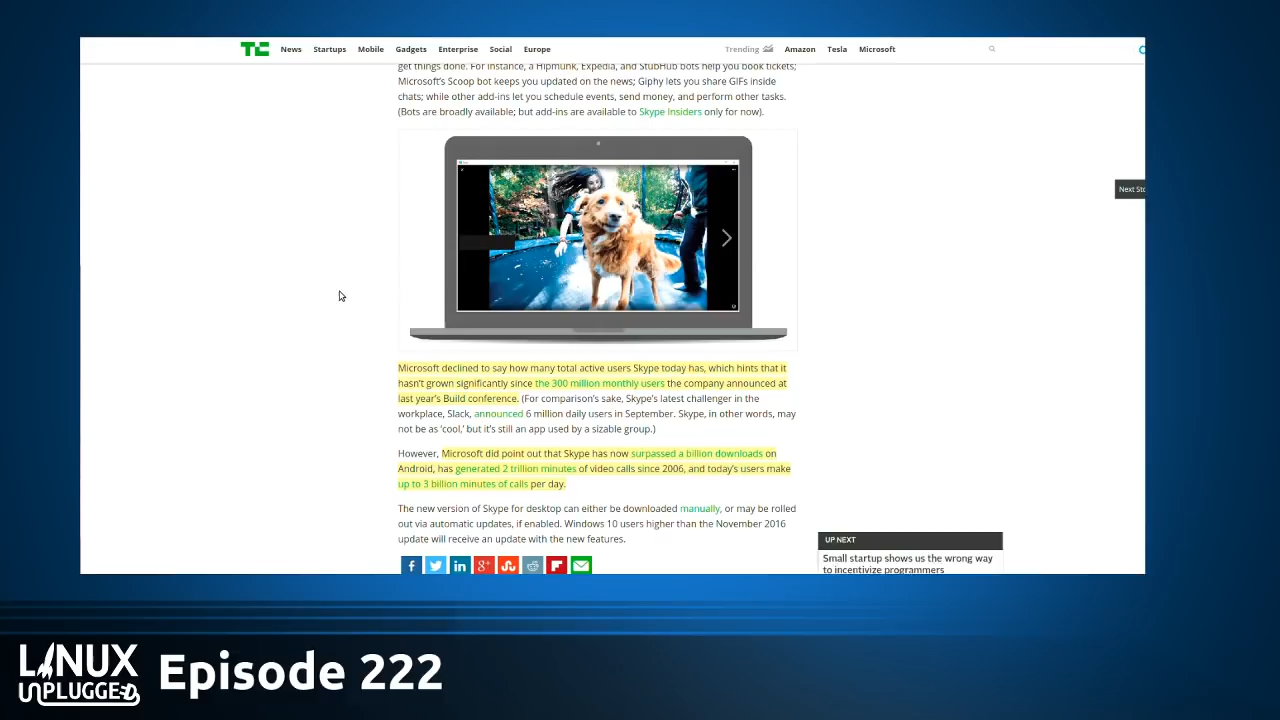 News Startups Mobile Gadgets Enterprise Social Europe Trending Amazon Tesla Microsoft
get things done. For instance, a Hipmunk, Expedia, and StubHub bots help you book tickets;
Microsoft's Scoop bot keeps you updated on the news; Giphy lets you share GIFs inside
chats; while other add-ins let you schedule events, send money, and perform other tasks.
(Bots are broadly available; but add-ins are available to Skype Insiders only for now).
Next Sto
Microsoft declined to say how many total active users Skype today has, which hints that it
hasn't grown significantly since the 300 million monthly users the company announced at
last year's Build conference. (For comparison's sake, Skype's latest challenger in the
workplace, Slack, announced 6 million daily users in September. Skype, in other words, may
not be as 'cool,' but it's still an app used by a sizable group.)
However, Microsoft did point out that Skype has now surpassed a billion downloads on
Android, has generated 2 trillion minutes of video calls since 2006, and today's users make
up to 3 billion minutes of calls per day.
The new version of Skype for desktop can either be downloaded manually, or may be rolled
out via automatic updates, if enabled. Windows 10 users higher than the November 2016
update will receive an update with the new features.
UP NEXT
Small startup shows us the wrong way
to incentivize programmers
LINUX
UNPLUGGED
Episode 222